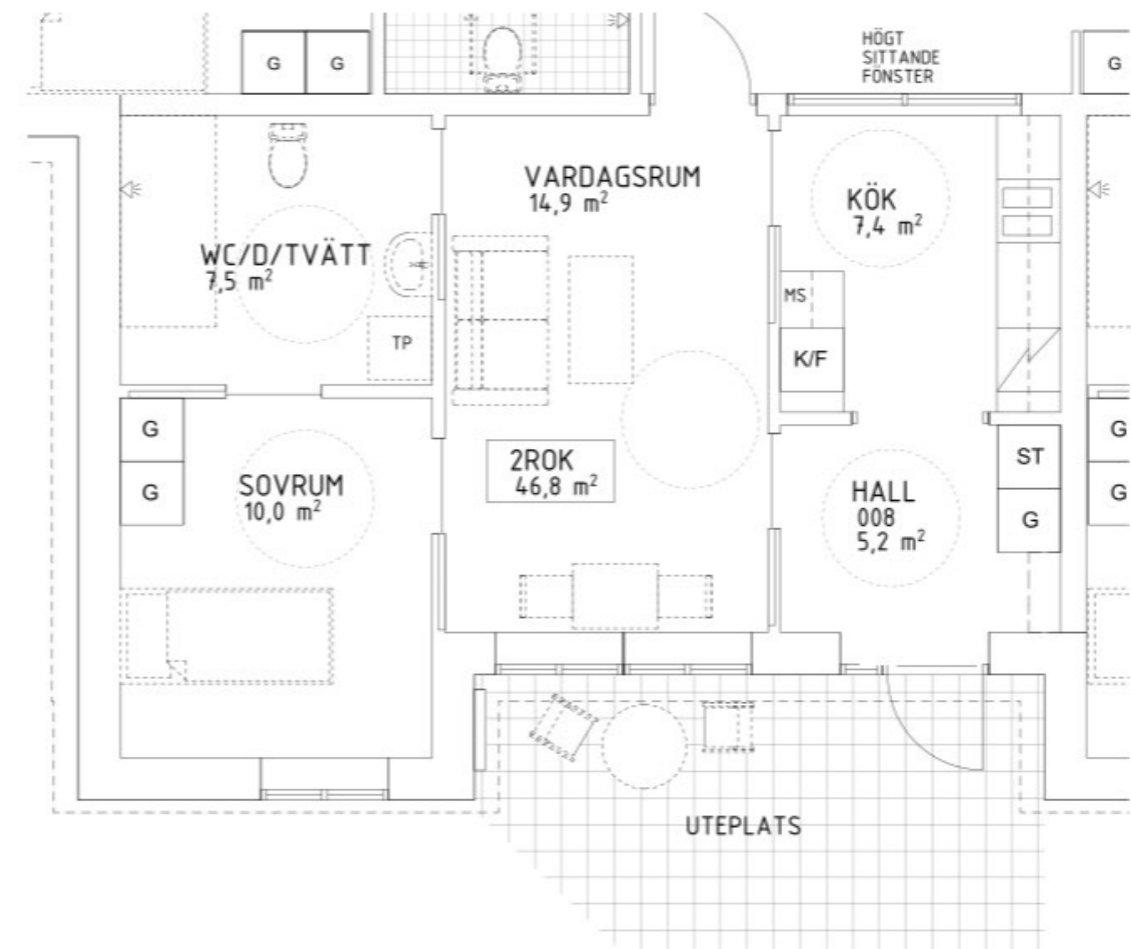 G
G
HÖGT
SITTANDE
FÖNSTER
G
VARDAGSRUM
14,9 m²
KÖK
7,4 m²
WC/D/TVÄTT
7,5 m²
MS
TP
K/F
G
G
SOVRUM
10,0 m²
2ROK
46,8 m²
HALL
008
5,2 m²
ST
G
G
G
UTEPLATS